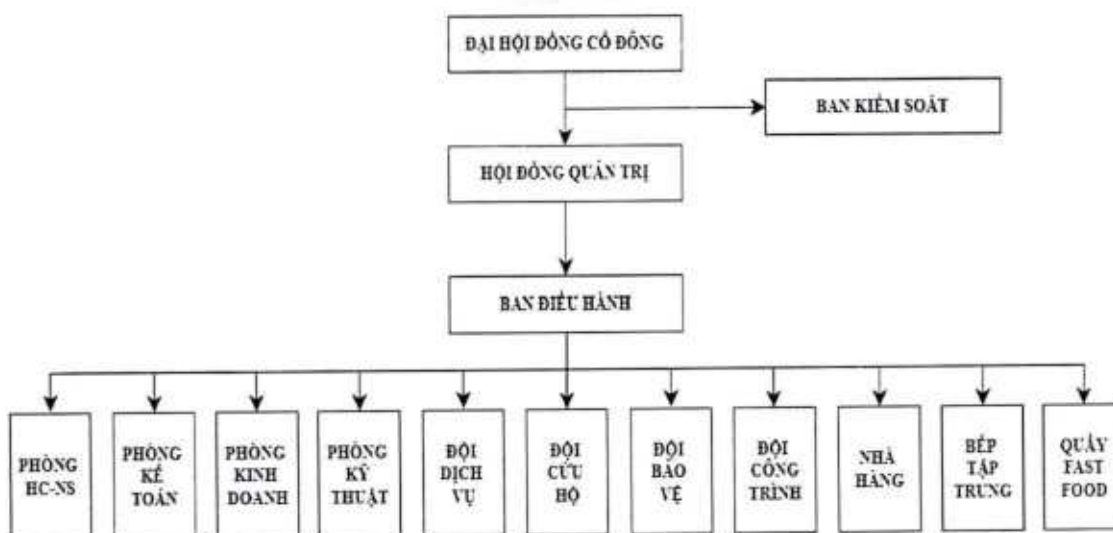 ĐẠI HỘI ĐỒNG CỔ ĐÔNG
BAN KIỂM SOÁT
HỘI ĐỒNG QUẢN TRỊ
BAN ĐIỀU HÀNH
PHÒNG
HC-NS
PHÒNG
KẾ
TOÁN
PHÒNG
KINH
DOANH
PHÒNG
KỸ
THUẬT
ĐỘI
DỊCH
VỤ
ĐỘI
CỨU
HỘ
ĐỘI
BẢO
VỆ
ĐỘI
CÔNG
TRÌNH
NHÀ
HÀNG
BẾP
TẬP
TRUNG
QUẦY
FAST
FOOD